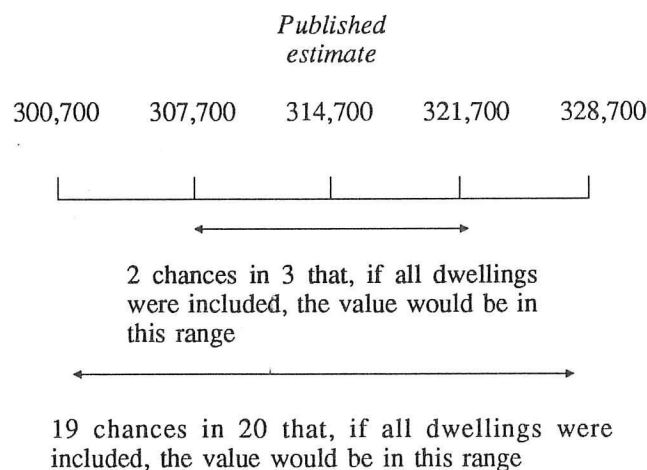 Published
estimate
300,700 307,700 314,700 321,700 328,700
2 chances in 3 that, if all dwellings
were included, the value would be in
this range
19 chances in 20 that, if all dwellings were
included, the value would be in this range